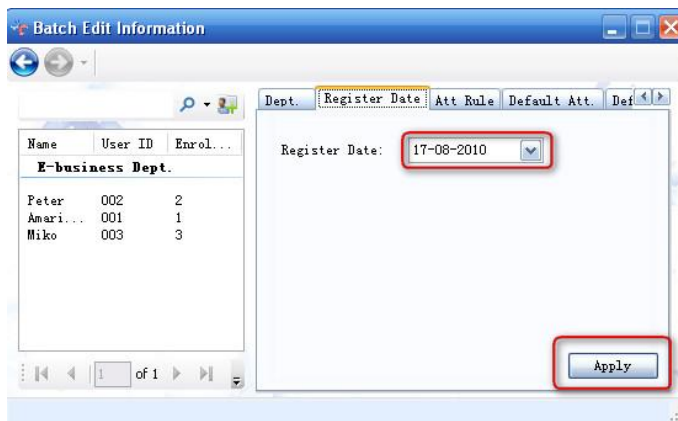 Batch Edit Information
Dept. Register Date Att Rule Default Att. Def
Name User ID Enrol...
E-business Dept.
Peter 002 2
Amari... 001 1
Miko 003 3
1 of 1
Register Date: 17-08-2010
Apply